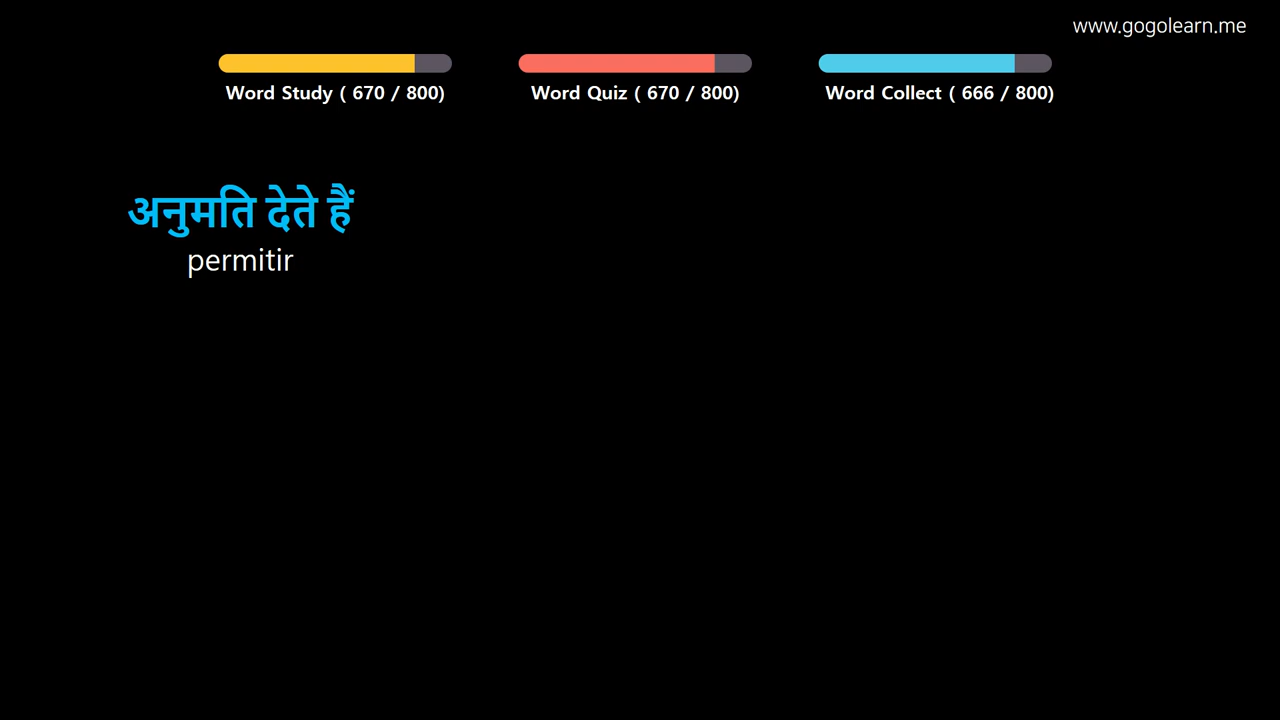 www.gogolearn.me
Word Study ( 670 / 800)
Word Quiz ( 670 / 800)
Word Collect ( 666 / 800)
अनुमति देते हैं
permitir